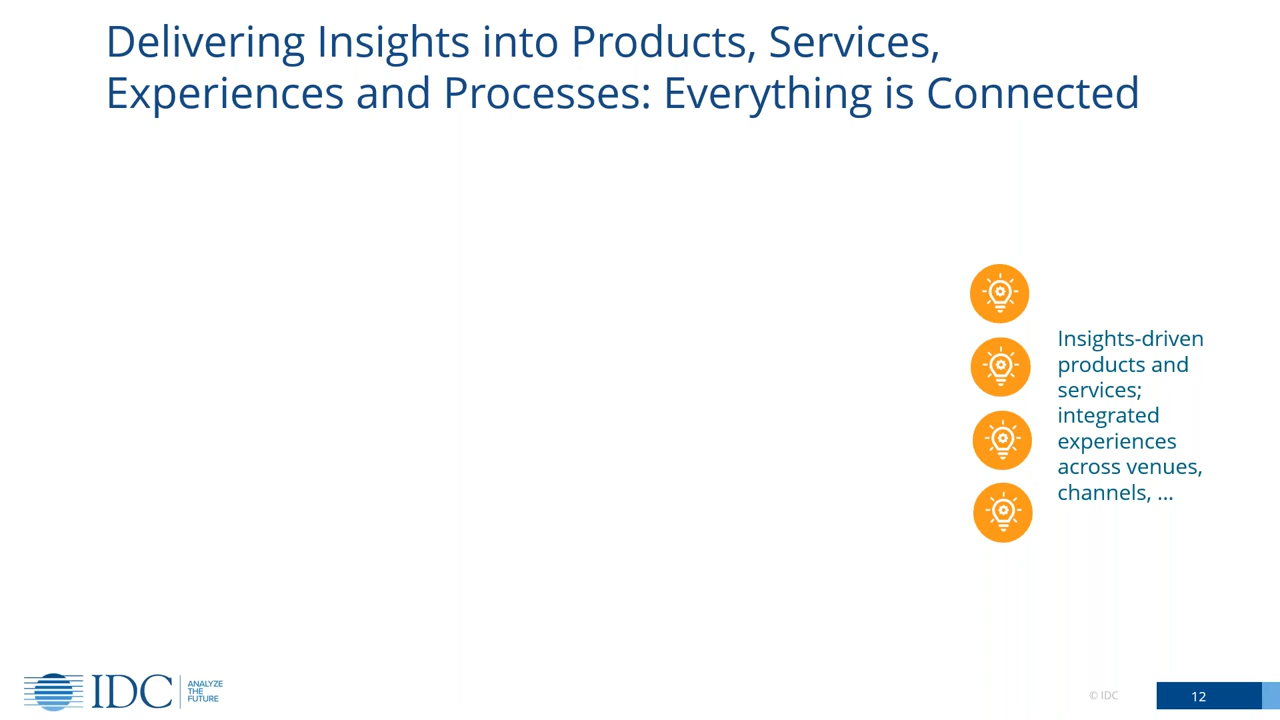 Delivering Insights into Products, Services,
Experiences and Processes: Everything is Connected
Insights-driven
products and
services;
integrated
experiences
across venues,
channels, ...
IDC
ANALYZE
THE
FUTURE
© IDC
12